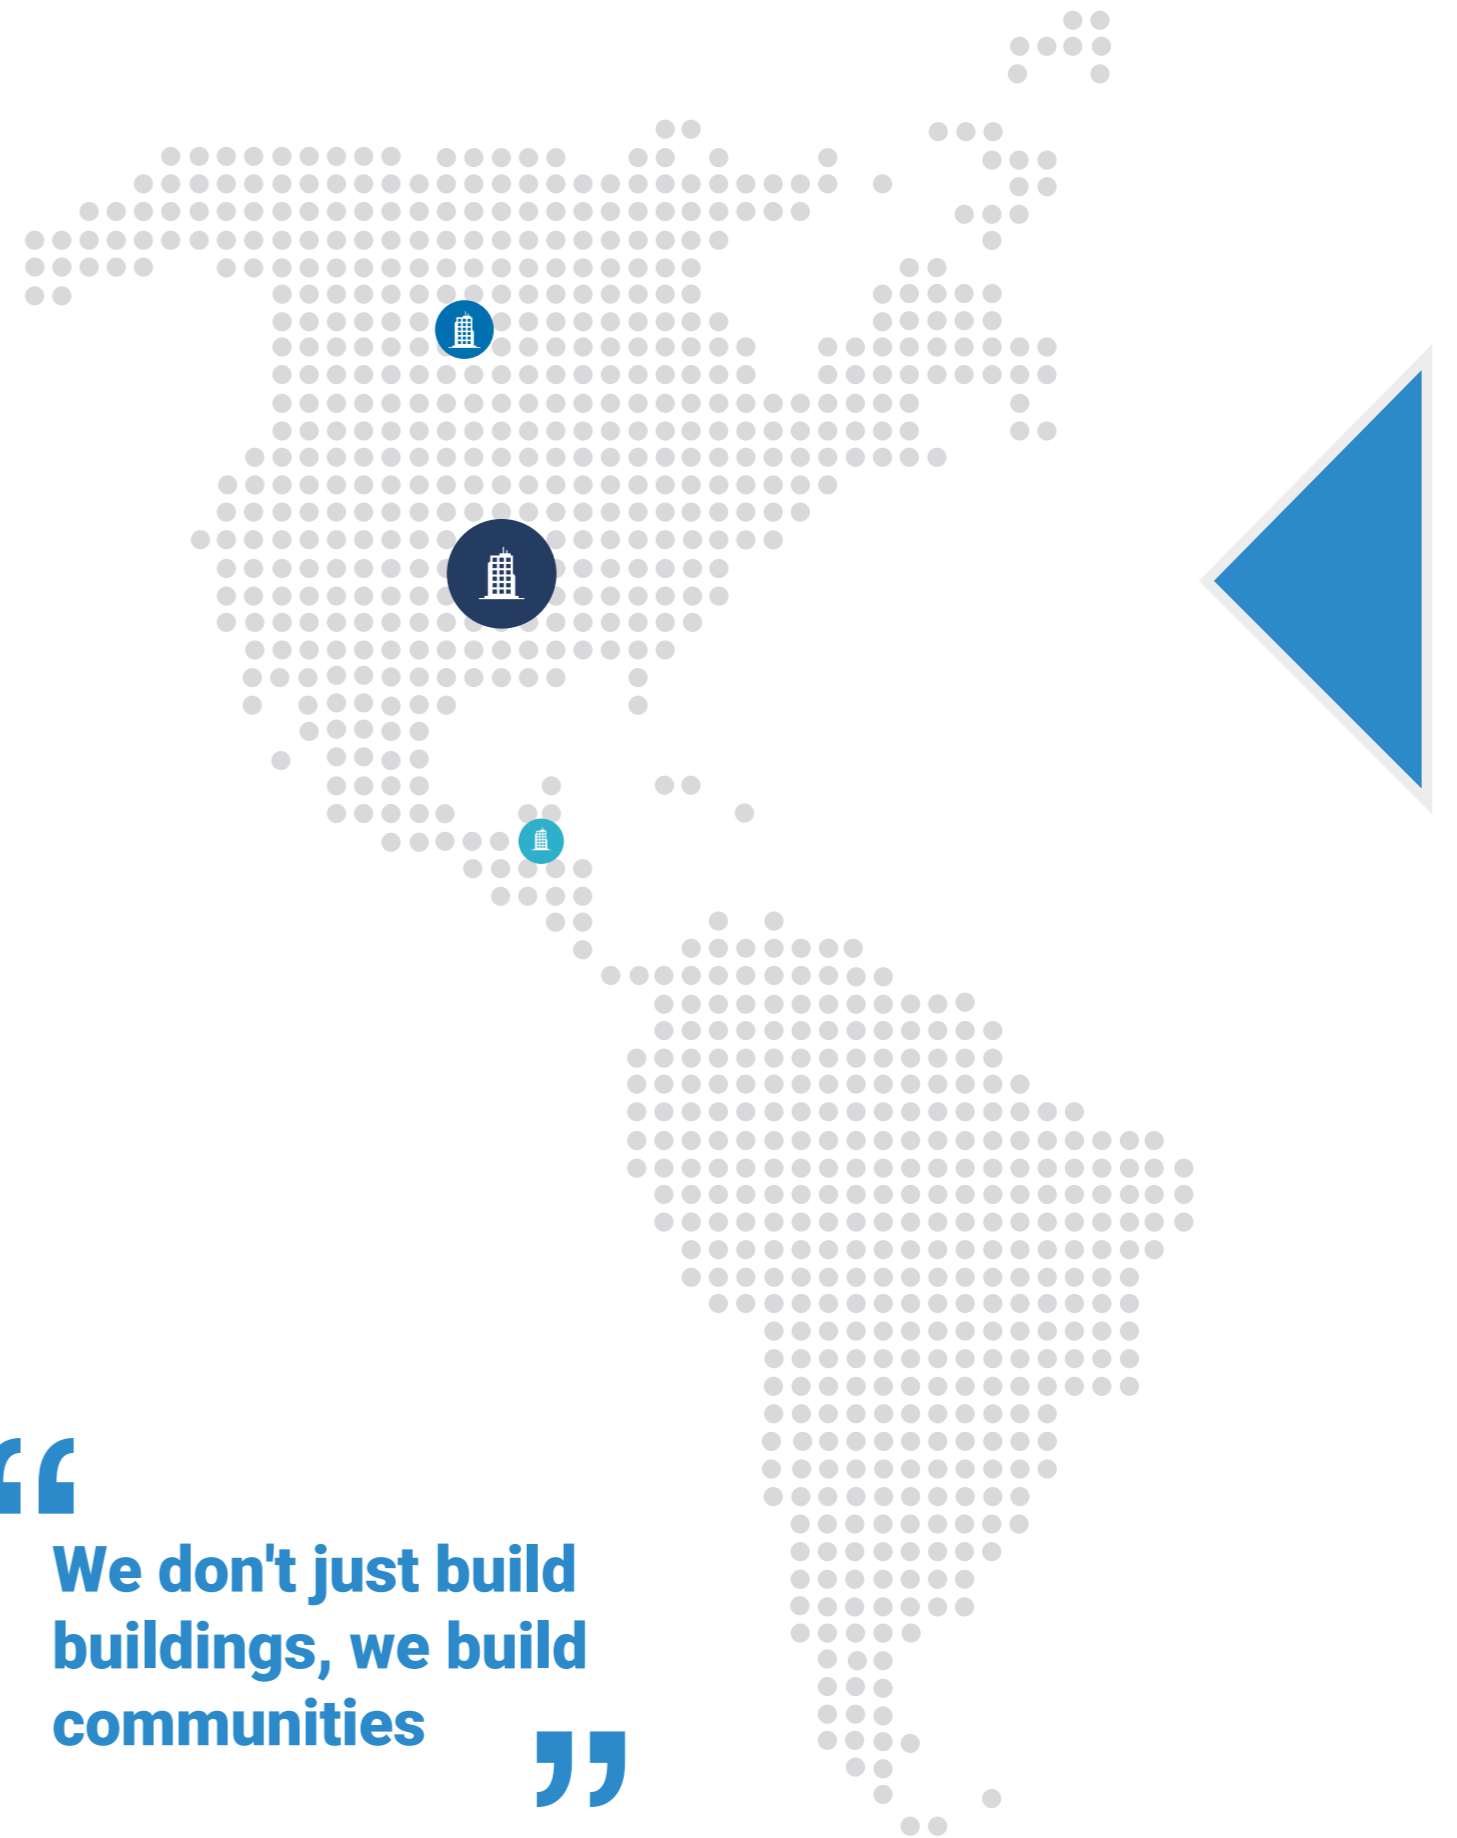 “
We don't just build
buildings, we build
communities
”